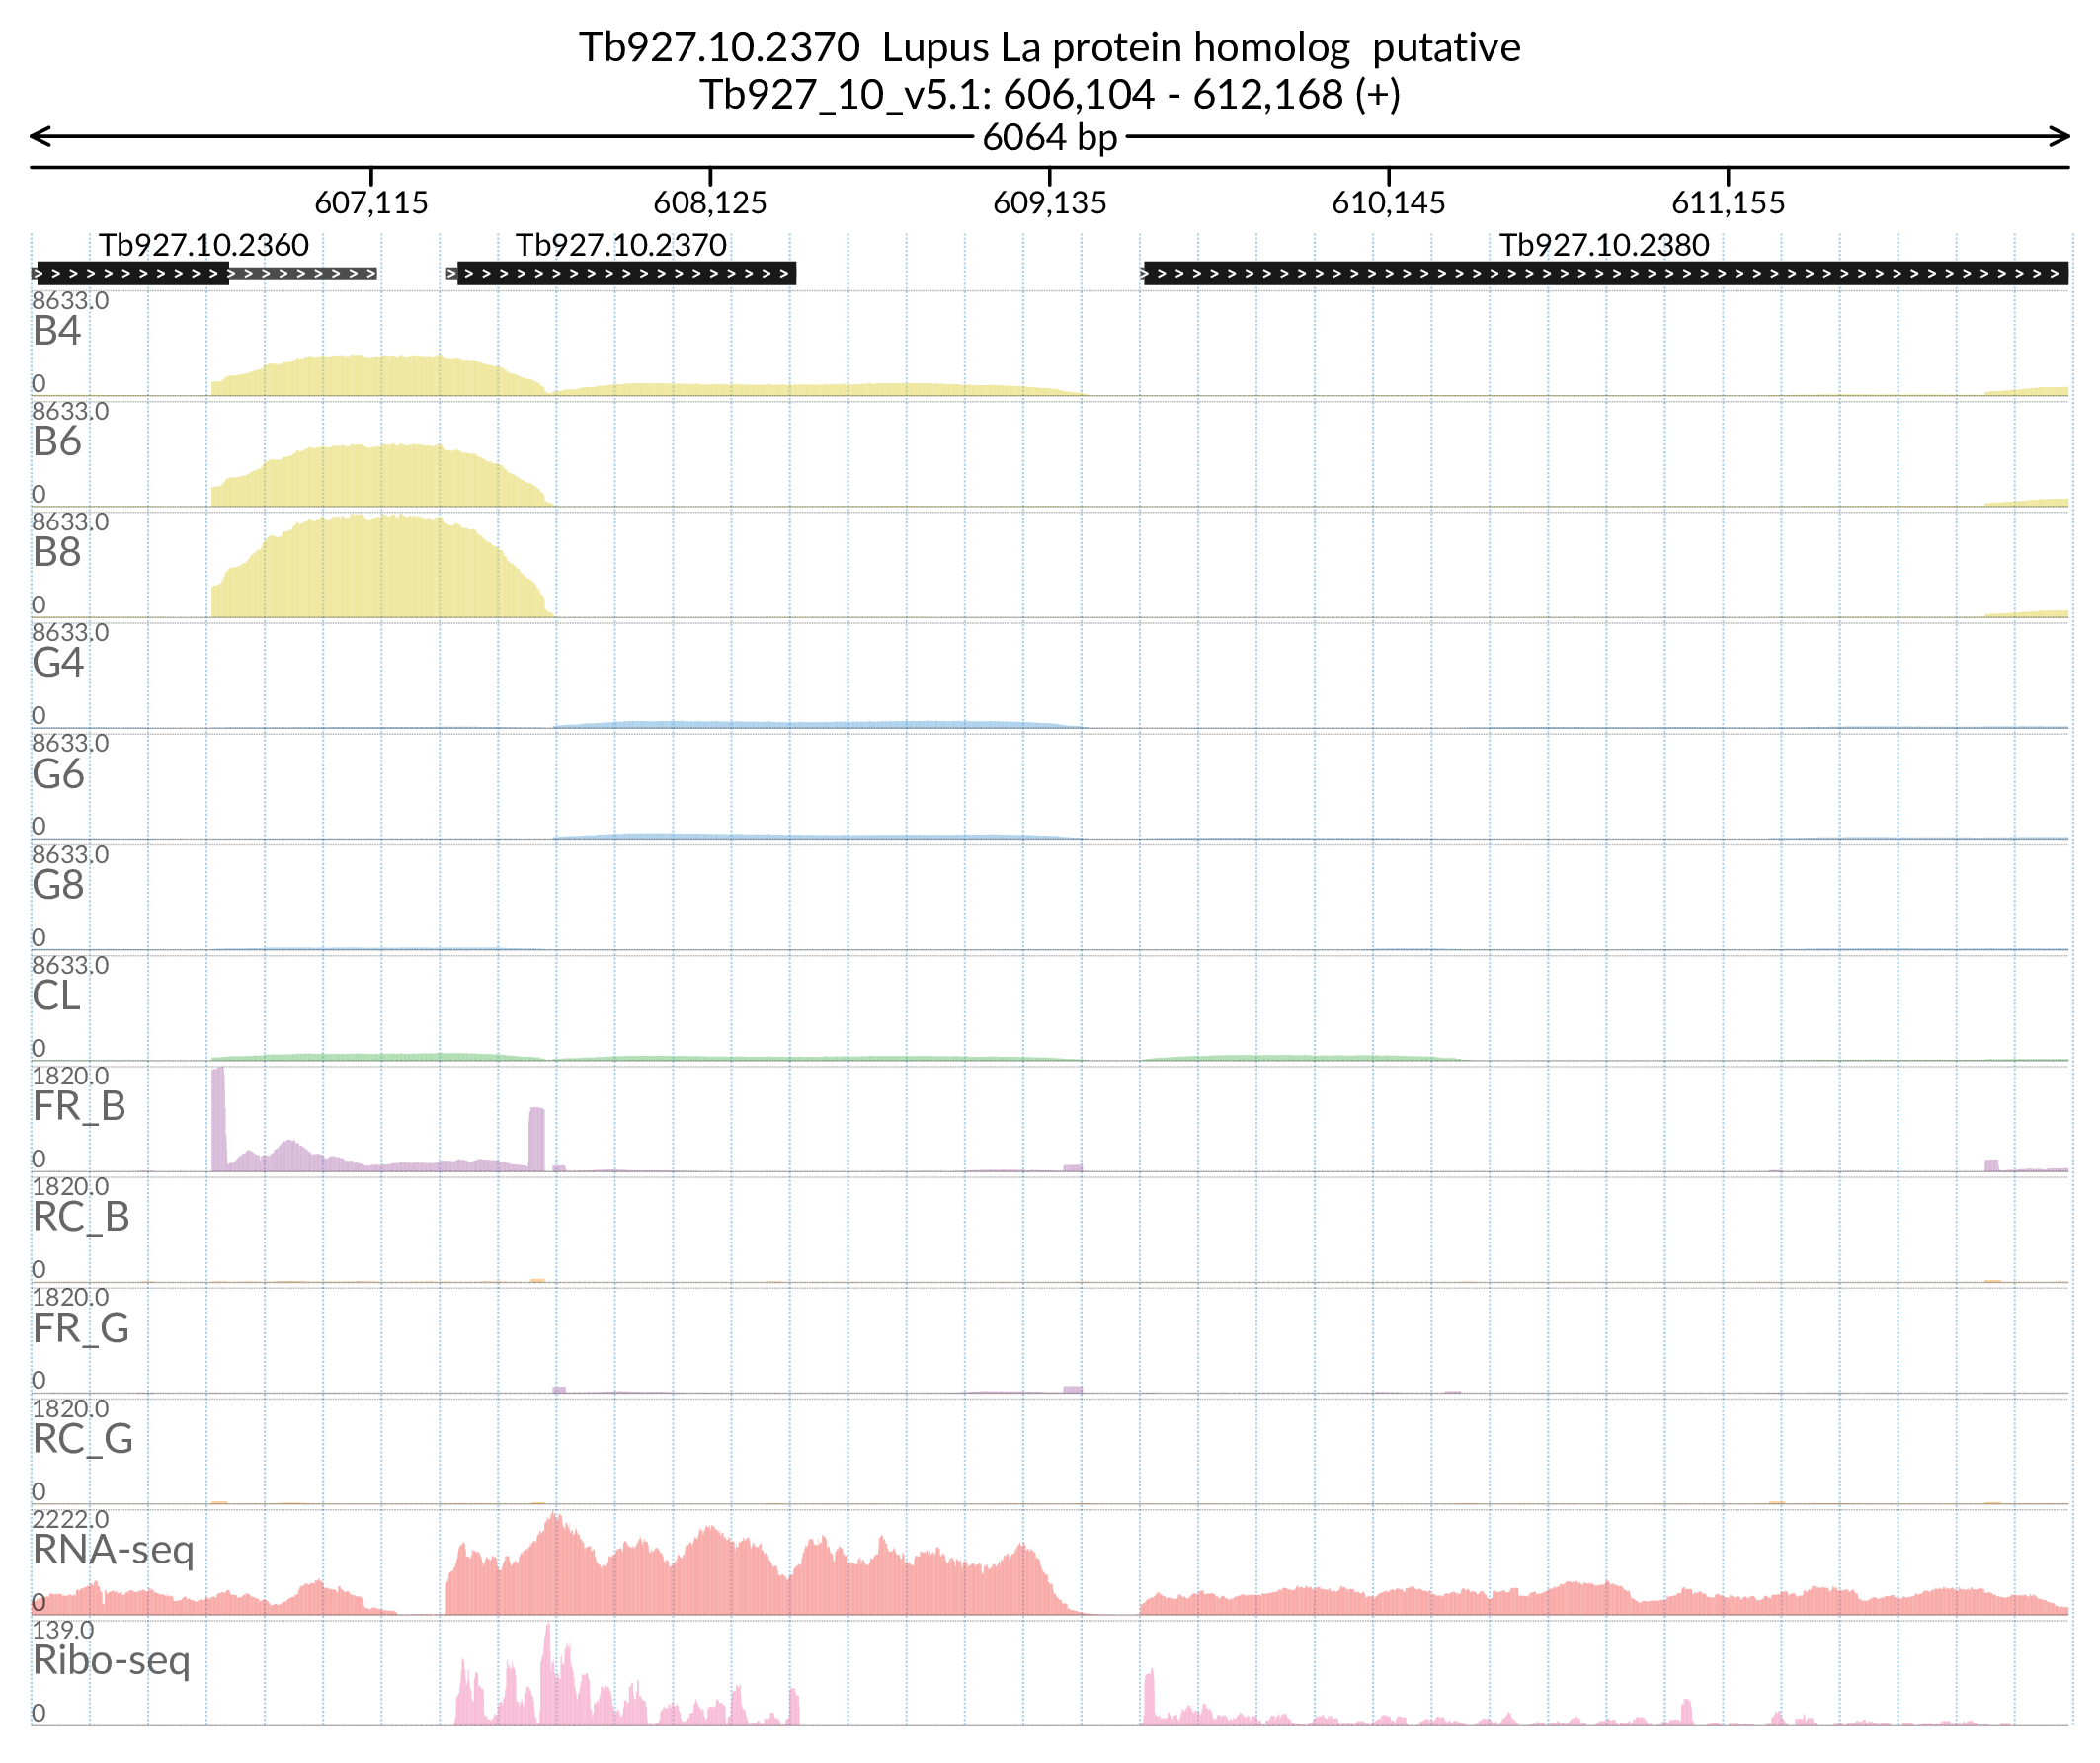 Tb927.10.2370 Lupus La protein homolog putative
Tb927_10_v5.1: 606,104 - 612,168 (+)
6064 bp
607,115 608,125 609,135 610,145 611,155
Tb927.10.2360 Tb927.10.2370 Tb927.10.2380
8633.0
B4
0
8633.0
B6
0
8633.0
B8
0
8633.0
G4
0
8633.0
G6
0
8633.0
G8
0
8633.0
CL
0
1820.0
FR_B
0
1820.0
RC_B
0
1820.0
FR_G
0
1820.0
RC_G
0
2222.0
RNA-seq
0
139.0
Ribo-seq
0